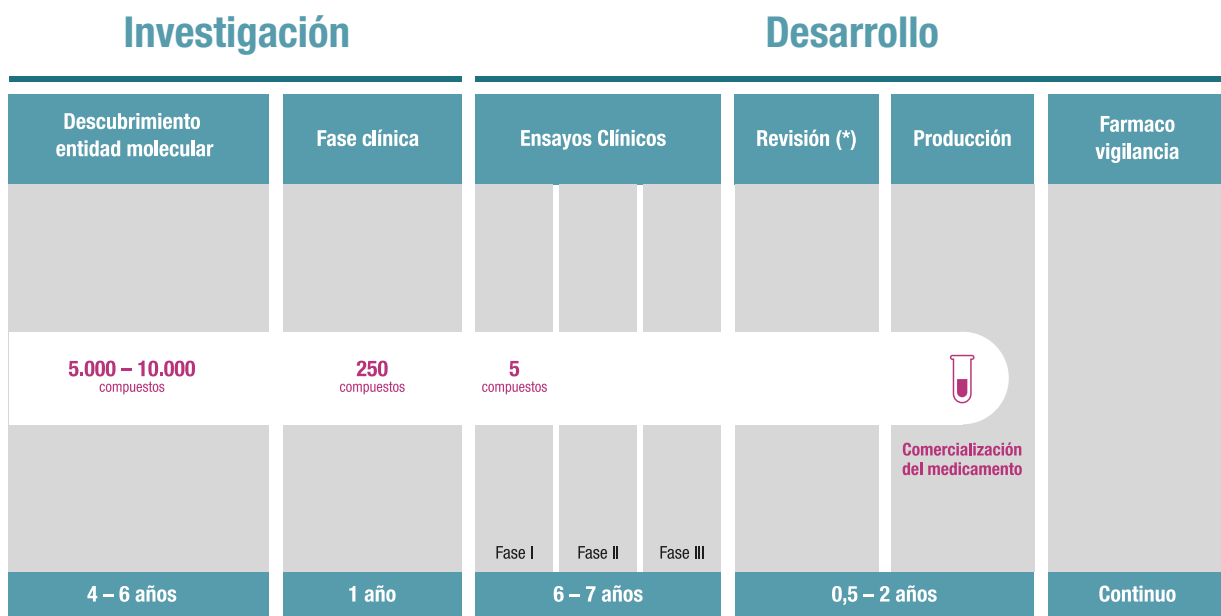 Investigación
Desarrollo
Descubrimiento
entidad molecular
Fase clínica
Ensayos Clínicos
Revisión (*)
Producción
Farmaco
vigilancia
5.000 – 10.000
compuestos
250
compuestos
5
compuestos
Comercialización
del medicamento
Fase I
Fase II
Fase III
4 – 6 años
1 año
6 – 7 años
0,5 – 2 años
Continuo